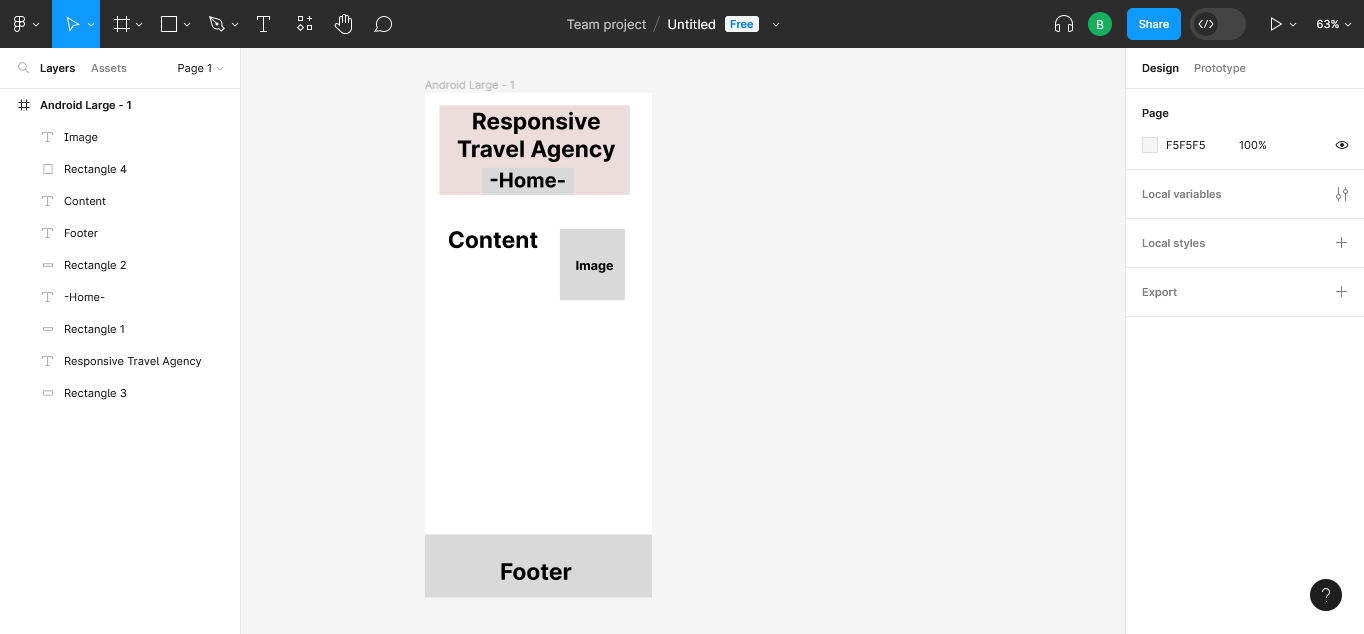 Team project / Untitled Free
B
Share
63%
Layers
Assets
Page 1
Android Large - 1
Image
Rectangle 4
Content
Footer
Rectangle 2
-Home-
Rectangle 1
Responsive Travel Agency
Rectangle 3
Android Large - 1
Responsive
Travel Agency
-Home-
Content
Image
Footer
Design
Prototype
Page
F5F5F5
100%
Local variables
Local styles
Export
?